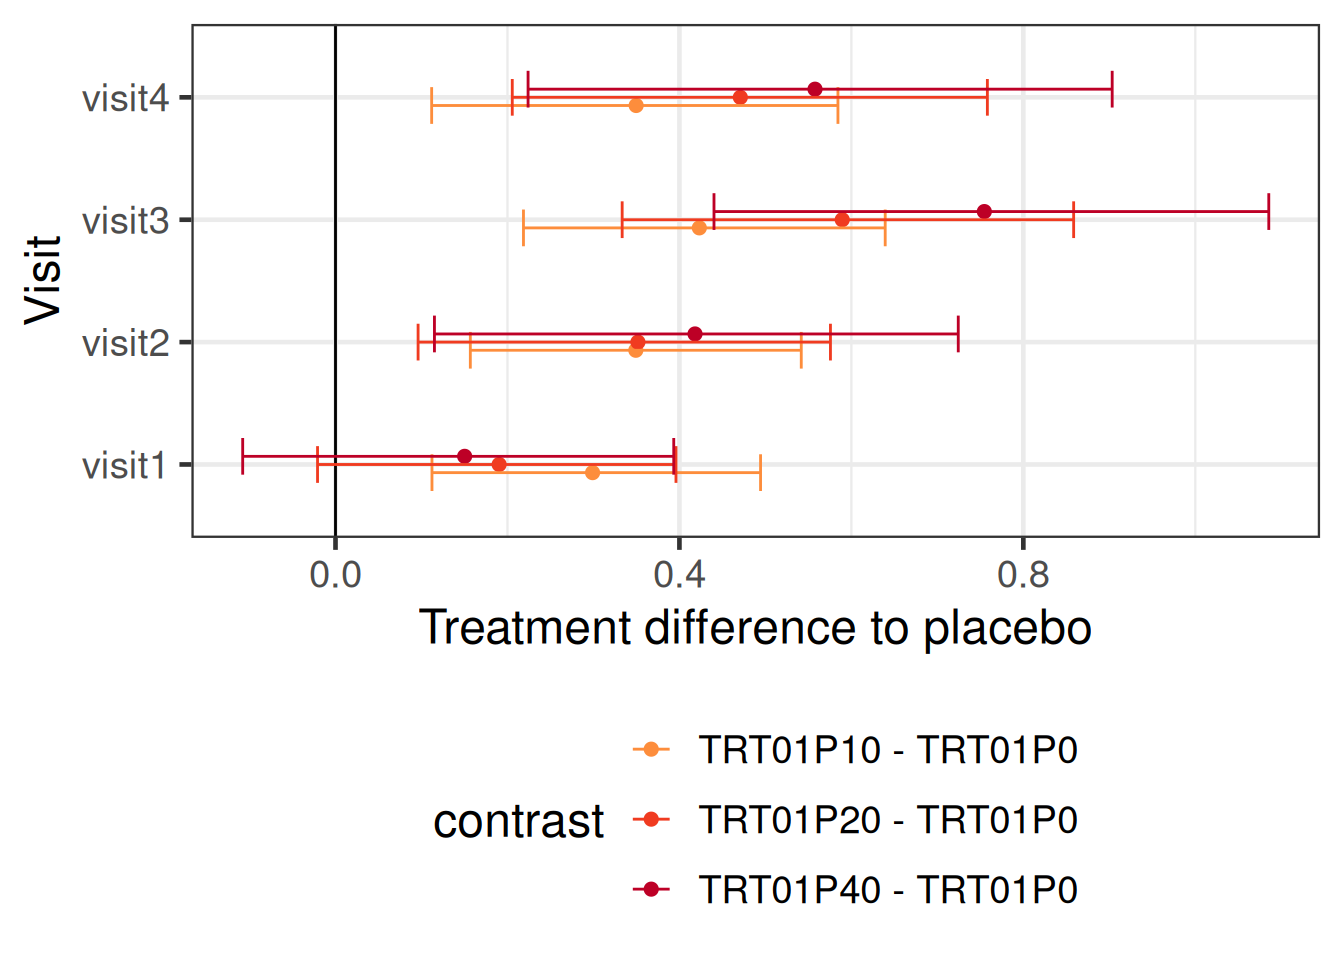 Visit
visit4
visit3
visit2
visit1
0.0 0.4 0.8
Treatment difference to placebo
contrast
TRT01P10 - TRT01P0
TRT01P20 - TRT01P0
TRT01P40 - TRT01P0